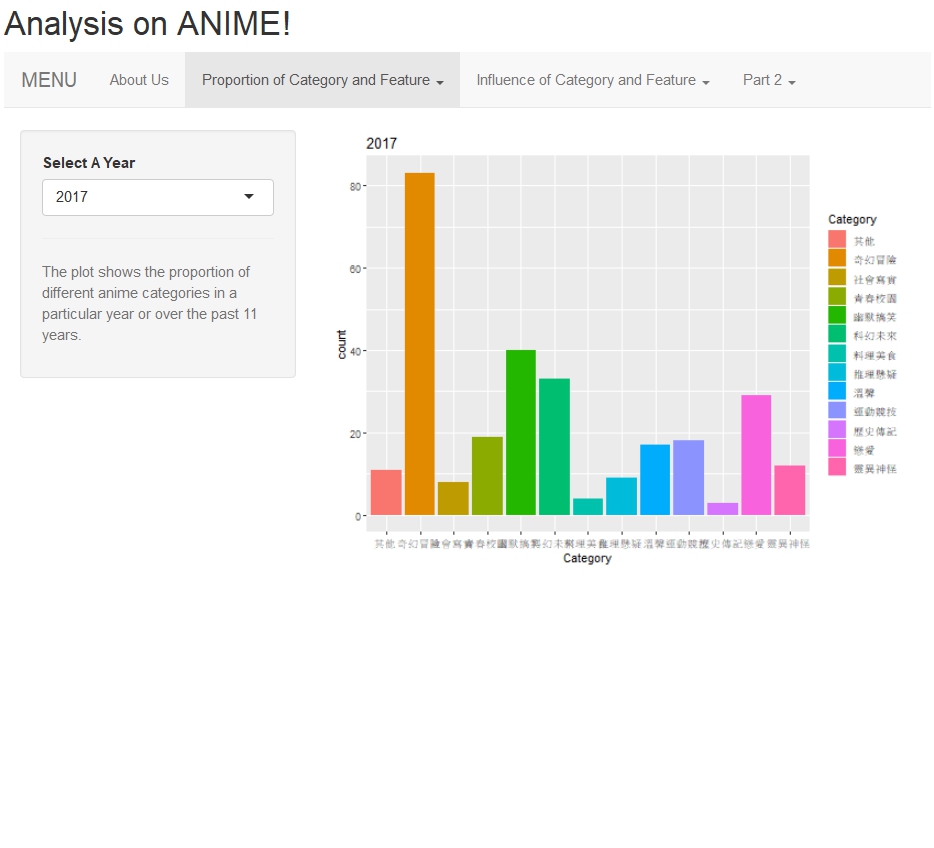 Analysis on ANIME!
MENU About Us Proportion of Category and Feature Influence of Category and Feature Part 2
Select A Year
2017
The plot shows the proportion of
different anime categories in a
particular year or over the past 11
years.
2017
80
60
40
20
0
count
其他 奇幻冒險 社會寫實 青春校園 幽默搞笑 科幻未來 料理美食 推理懸疑 溫馨 運動競技 歷史傳記 戀愛 靈異神怪
Category
Category
其他
奇幻冒險
社會寫實
青春校園
幽默搞笑
科幻未來
料理美食
推理懸疑
溫馨
運動競技
歷史傳記
戀愛
靈異神怪